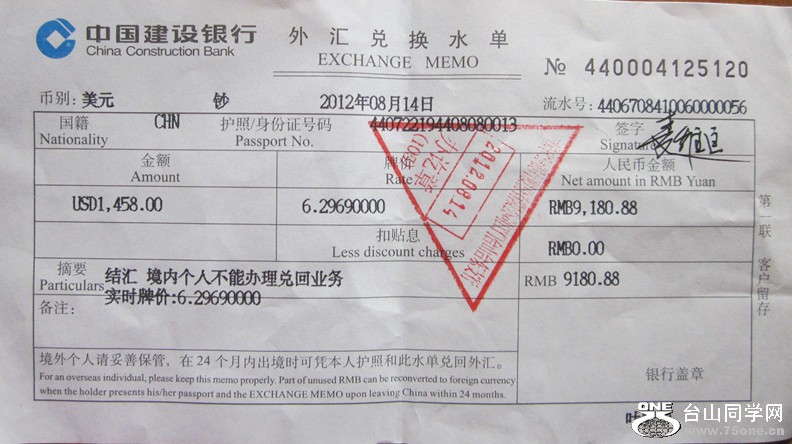 中国建设银行
China Construction Bank
外汇兑换水单
EXCHANGE MEMO
№ 440004125120
币别：美元 钞 2012年08月14日 流水号：4406708410060000056
国籍 CHN 护照/身份证号码 440722194408080013 签字
Nationality Passport No. Signature
金额 牌价 人民币金额
Amount Rate Net amount in RMB Yuan
USD1,458.00 6.29690000 RMB9,180.88
扣贴息
Less discount charges RMB0.00
摘要 结汇 境内个人不能办理兑回业务 RMB 9180.88
Particulars 实时牌价:6.29690000
备注：
境外个人请妥善保管，在24个月内出境时可凭本人护照和此水单兑回外汇。
For an overseas individual, please keep this memo properly. Part of unused RMB can be reconverted to foreign currency
when the holder presents his/her passport and the EXCHANGE MEMO upon leaving China within 24 months.
银行盖章
第一联 客户留存
2012.08.14
办讫章
ONE
台山同学网
www.75one.com